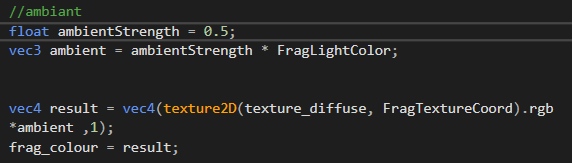 //ambiant
float ambientStrength = 0.5;
vec3 ambient = ambientStrength * FragLightColor;
vec4 result = vec4(texture2D(texture_diffuse, FragTextureCoord).rgb
*ambient ,1);
frag_colour = result;